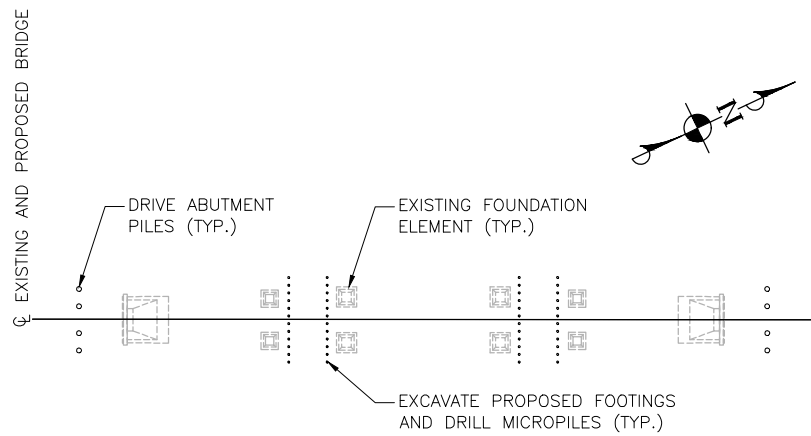 ℄ EXISTING AND PROPOSED BRIDGE
N
DRIVE ABUTMENT
PILES (TYP.)
EXISTING FOUNDATION
ELEMENT (TYP.)
EXCAVATE PROPOSED FOOTINGS
AND DRILL MICROPILES (TYP.)